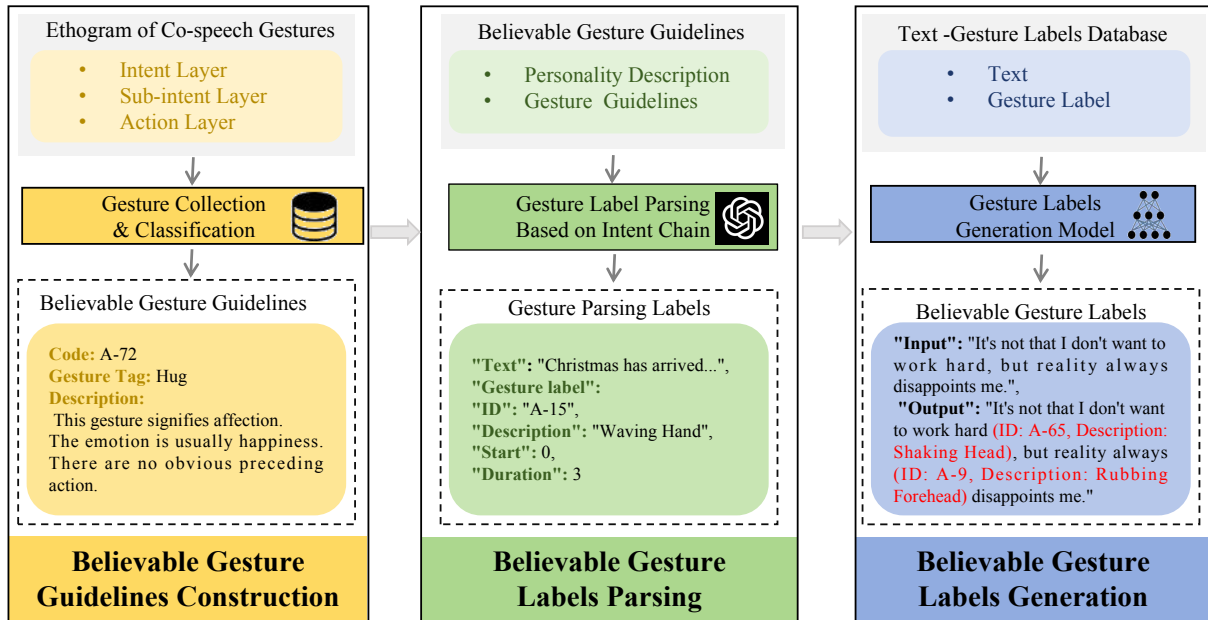 Ethogram of Co-speech Gestures
• Intent Layer
• Sub-intent Layer
• Action Layer
Gesture Collection
& Classification
Believable Gesture Guidelines
Code: A-72
Gesture Tag: Hug
Description:
This gesture signifies affection.
The emotion is usually happiness.
There are no obvious preceding
action.
Believable Gesture
Guidelines Construction
Believable Gesture Guidelines
• Personality Description
• Gesture Guidelines
Gesture Label Parsing
Based on Intent Chain
Gesture Parsing Labels
"Text": "Christmas has arrived...",
"Gesture label":
"ID": "A-15",
"Description": "Waving Hand",
"Start": 0,
"Duration": 3
Believable Gesture
Labels Parsing
Text -Gesture Labels Database
• Text
• Gesture Label
Gesture Labels
Generation Model
Believable Gesture Labels
"Input": "It's not that I don't want to
work hard, but reality always
disappoints me.",
"Output": "It's not that I don't want
to work hard (ID: A-65, Description:
Shaking Head), but reality always
(ID: A-9, Description: Rubbing
Forehead) disappoints me."
Believable Gesture
Labels Generation